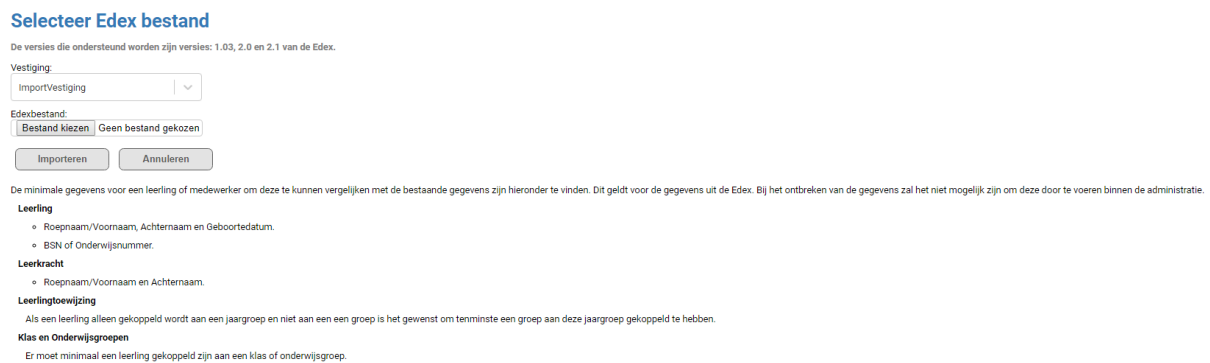 Selecteer Edex bestand
De versies die ondersteund worden zijn versies: 1.03, 2.0 en 2.1 van de Edex.
Vestiging:
ImportVestiging
Edexbestand:
Bestand kiezen Geen bestand gekozen
Importeren Annuleren
De minimale gegevens voor een leerling of medewerker om deze te kunnen vergelijken met de bestaande gegevens zijn hieronder te vinden. Dit geldt voor de gegevens uit de Edex. Bij het ontbreken van de gegevens zal het niet mogelijk zijn om deze door te voeren binnen de administratie.
Leerling
Roepnaam/Voornaam, Achternaam en Geboortedatum.
BSN of Onderwijsnummer.
Leerkracht
Roepnaam/Voornaam en Achternaam.
Leerlingtoewijzing
Als een leerling alleen gekoppeld wordt aan een jaargroep en niet aan een een groep is het gewenst om tenminste een groep aan deze jaargroep gekoppeld te hebben.
Klas en Onderwijsgroepen
Er moet minimaal een leerling gekoppeld zijn aan een klas of onderwijsgroep.